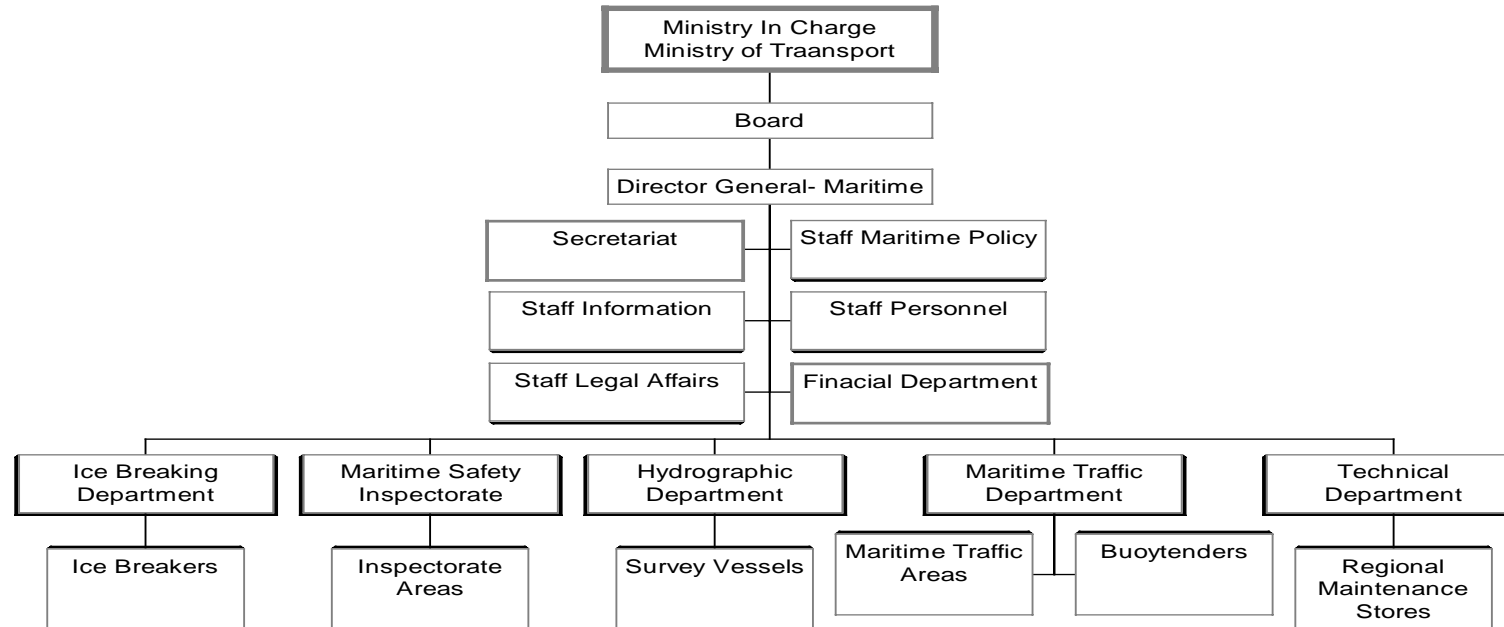 Ministry In Charge
Ministry of Traansport
Board
Director General- Maritime
Secretariat
Staff Maritime Policy
Staff Information
Staff Personnel
Staff Legal Affairs
Finacial Department
Ice Breaking
Department
Maritime Safety
Inspectorate
Hydrographic
Department
Maritime Traffic
Department
Technical
Department
Ice Breakers
Inspectorate
Areas
Survey Vessels
Maritime Traffic
Areas
Buoytenders
Regional
Maintenance
Stores